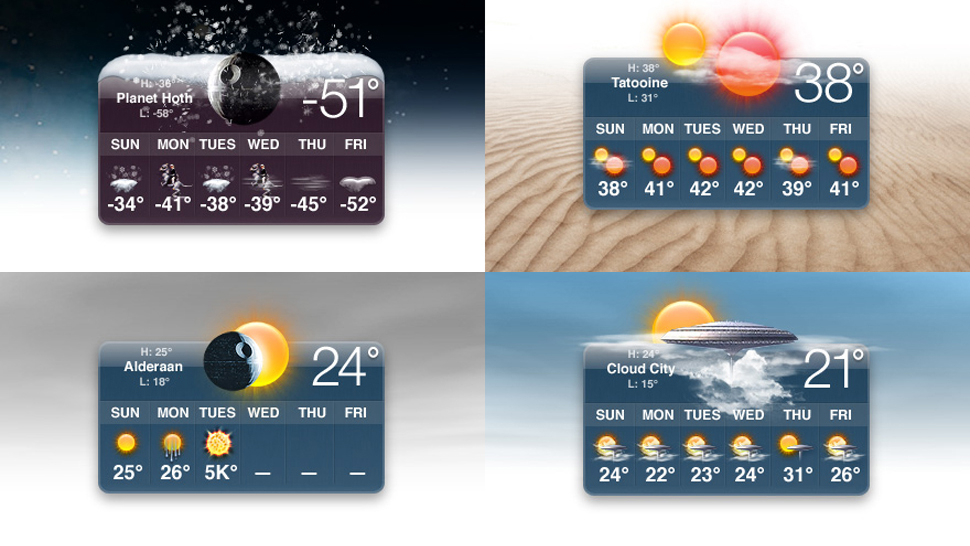 H: -36°
Planet Hoth
L: -58°
-51°
SUN MON TUES WED THU FRI
-34° -41° -38° -39° -45° -52°
H: 38°
Tatooine
L: 31°
38°
SUN MON TUES WED THU FRI
38° 41° 42° 42° 39° 41°
H: 25°
Alderaan
L: 18°
24°
SUN MON TUES WED THU FRI
25° 26° 5K° — — —
H: 24
Cloud City
L: 15°
21°
SUN MON TUES WED THU FRI
24° 22° 23° 24° 31° 26°